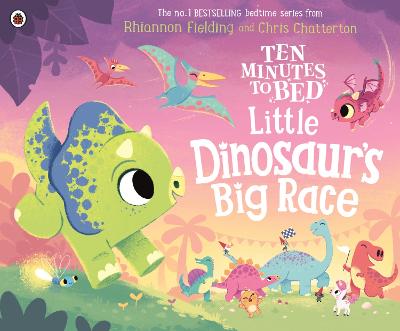 The no.1 BESTSELLING bedtime series from
Rhiannon Fielding and Chris Chatterton
TEN
MINUTES
TO BED
Little
Dinosaur's
Big Race